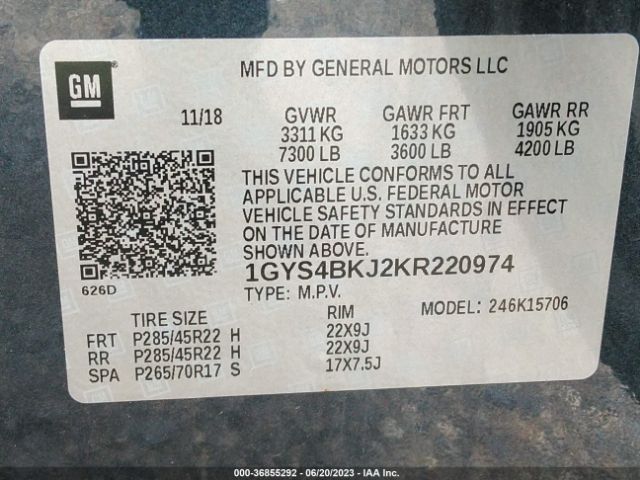 GM
MFD BY GENERAL MOTORS LLC
11/18 GVWR GAWR FRT GAWR RR
3311 KG 1633 KG 1905 KG
7300 LB 3600 LB 4200 LB
THIS VEHICLE CONFORMS TO ALL
APPLICABLE U.S. FEDERAL MOTOR
VEHICLE SAFETY STANDARDS IN EFFECT
ON THE DATE OF MANUFACTURE
SHOWN ABOVE.
1GYS4BKJ2KR220974
626D
TYPE: M.P.V. MODEL: 246K15706
TIRE SIZE RIM
FRT P285/45R22 H 22X9J
RR P285/45R22 H 22X9J
SPA P265/70R17 S 17X7.5J
000-36855292 - 06/20/2023 - IAA Inc.